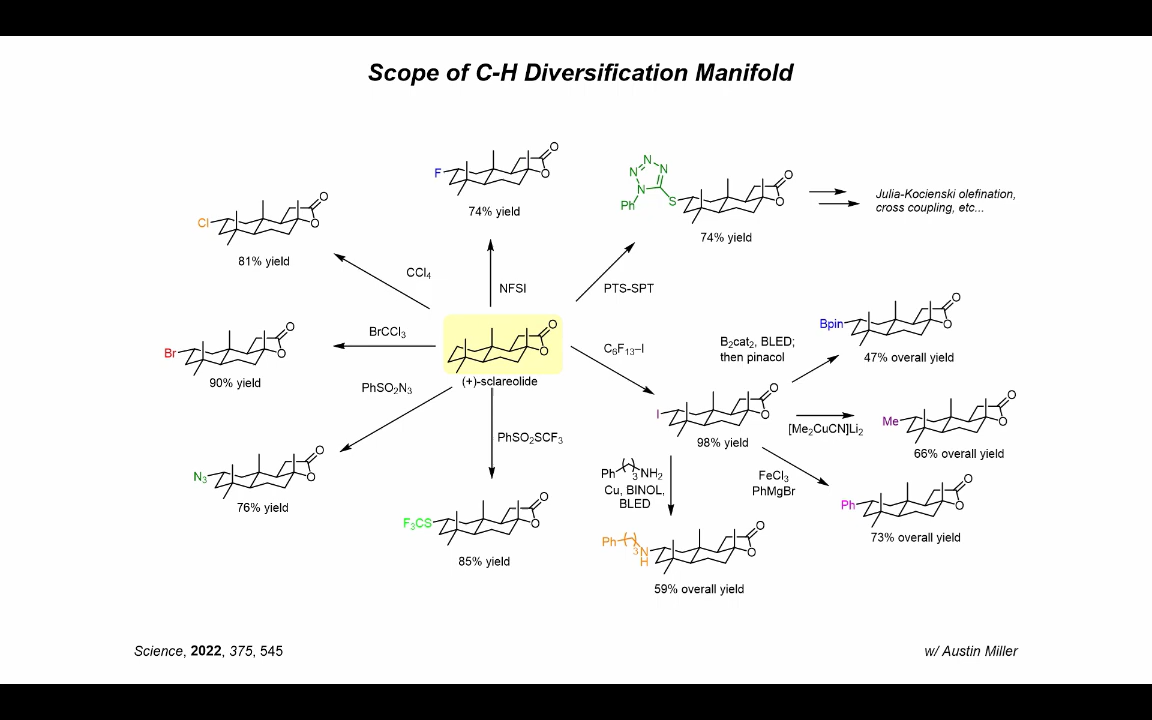 Scope of C-H Diversification Manifold
F
O
O
74% yield
N
N
N
N
Ph
S
O
O
74% yield
Julia-Kocienski olefination,
cross coupling, etc...
Cl
O
O
81% yield
CCl4
NFSI
PTS-SPT
Br
O
O
90% yield
BrCCl3
O
O
(+)-sclareolide
C6F13–I
B2cat2, BLED;
then pinacol
Bpin
O
O
47% overall yield
PhSO2N3
PhSO2SCF3
I
O
O
98% yield
[Me2CuCN]Li2
Me
O
O
66% overall yield
N3
O
O
76% yield
F3CS
O
O
85% yield
Ph
3
NH2
Cu, BINOL,
BLED
FeCl3
PhMgBr
Ph
O
O
73% overall yield
Ph
3
N
H
O
O
59% overall yield
Science, 2022, 375, 545
w/ Austin Miller